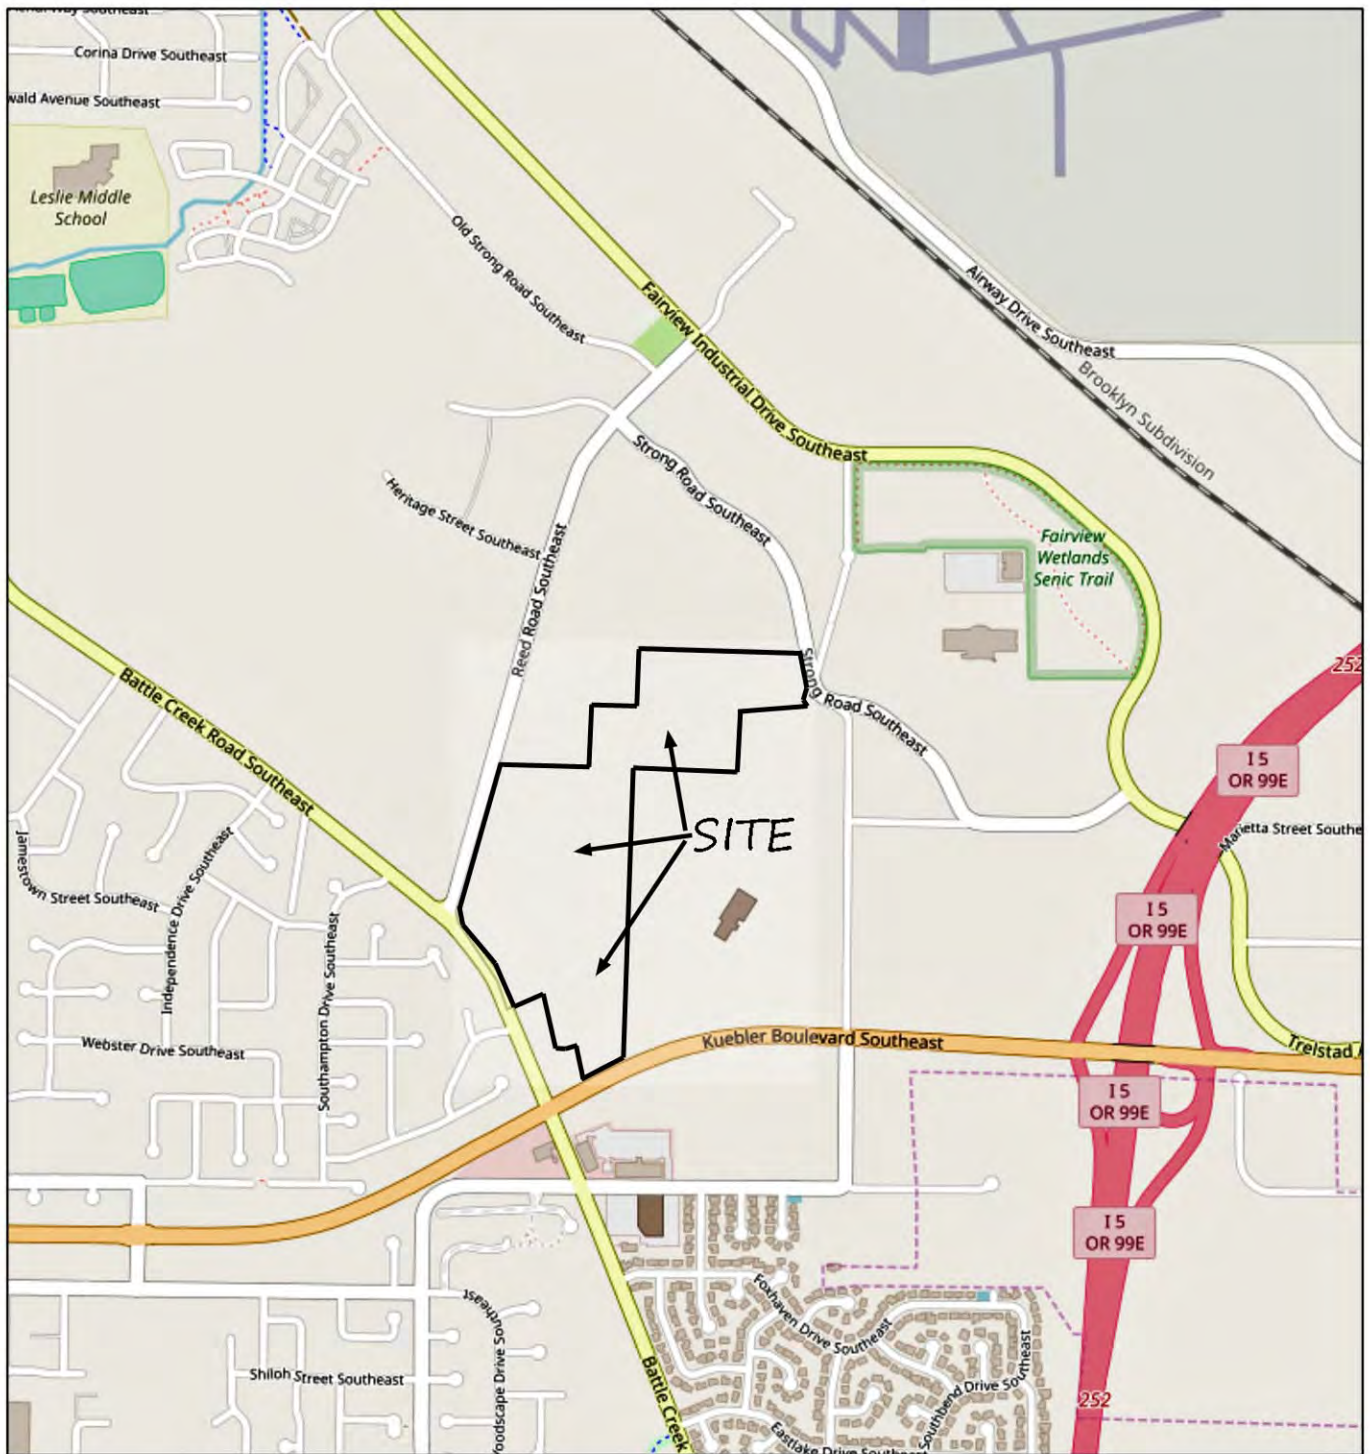 Corina Drive Southeast
wald Avenue Southeast
Leslie Middle
School
Old Strong Road Southeast
Fairview Industrial Drive Southeast
Airway Drive Southeast
Brooklyn Subdivision
Strong Road Southeast
Heritage Street Southeast
Reed Road Southeast
Fairview
Wetlands
Senic Trail
Battle Creek Road Southeast
Strong Road Southeast
252
I 5
OR 99E
SITE
Marietta Street Southe
Jamestown Street Southeast
Independence Drive Southeast
Southampton Drive Southeast
I 5
OR 99E
Webster Drive Southeast
Kuebler Boulevard Southeast
Trelstad
I 5
OR 99E
I 5
OR 99E
Foxhaven Drive Southeast
oodscape Drive Southeast
Shiloh Street Southeast
Battle Creek
Southbend Drive Southeast
252
Eastlake Drive Southeast